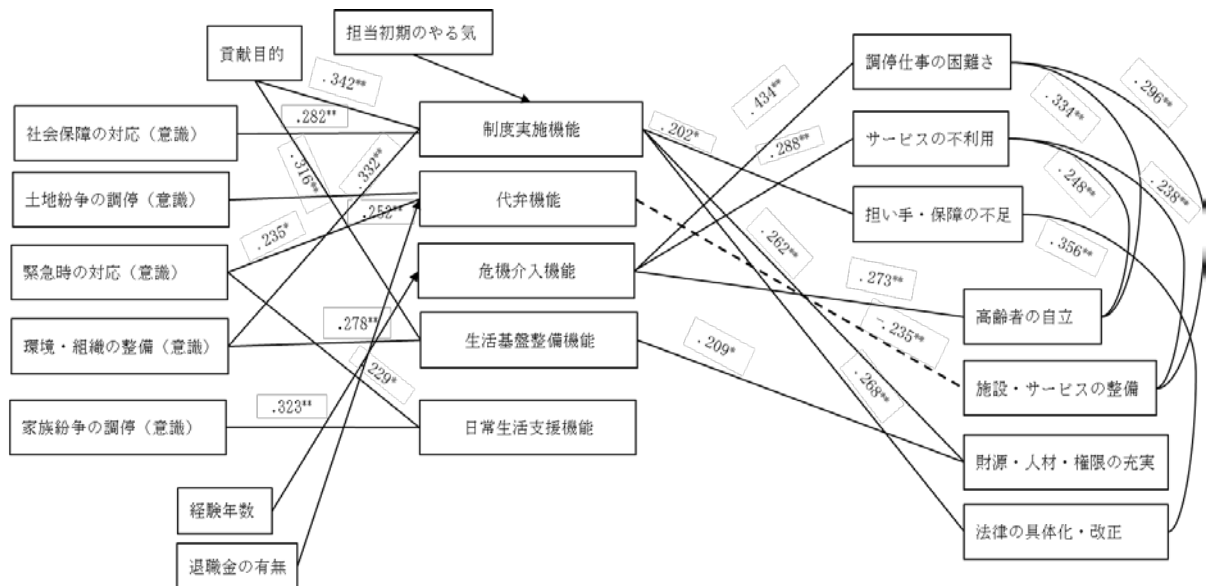 担当初期のやる気
貢献目的
調停仕事の困難さ
.342**
.434**
.296**
.282**
.334**
社会保障の対応（意識）
制度実施機能
.202*
サービスの不利用
.288**
.316**
.332**
.248**
.238**
土地紛争の調停（意識）
代弁機能
.252**
担い手・保障の不足
.235*
.262**
.356**
緊急時の対応（意識）
危機介入機能
.273**
高齢者の自立
.278**
-.235**
環境・組織の整備（意識）
生活基盤整備機能
.209*
.229*
.268**
施設・サービスの整備
.323**
家族紛争の調停（意識）
日常生活支援機能
財源・人材・権限の充実
経験年数
法律の具体化・改正
退職金の有無